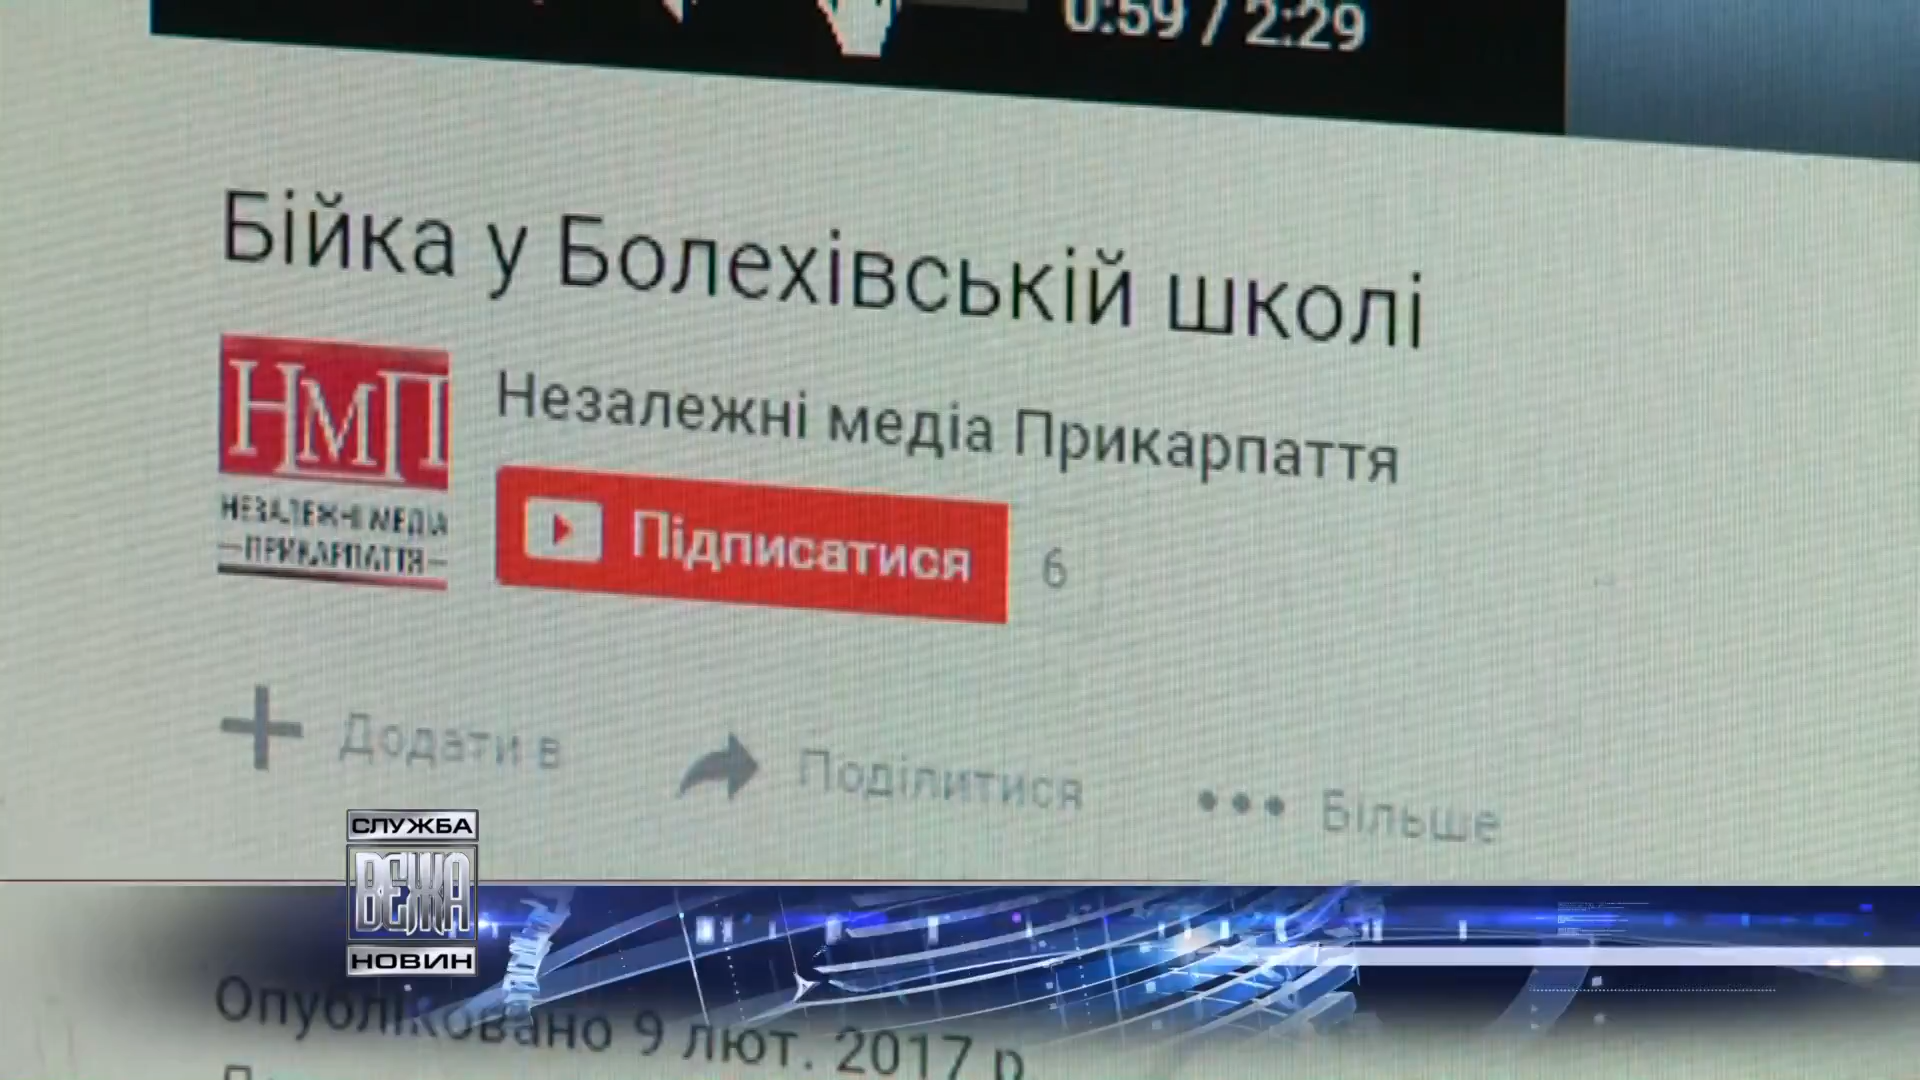 0:59 / 2:29
Бійка у Болехівській школі
НМП
НЕЗАЛЕЖНІ МЕДІА
ПРИКАРПАТТЯ
Незалежні медіа Прикарпаття
Підписатися 6
Додати в Поділитися Більше
СЛУЖБА
ВЕЖА
НОВИН
Опубліковано 9 лют. 2017 р